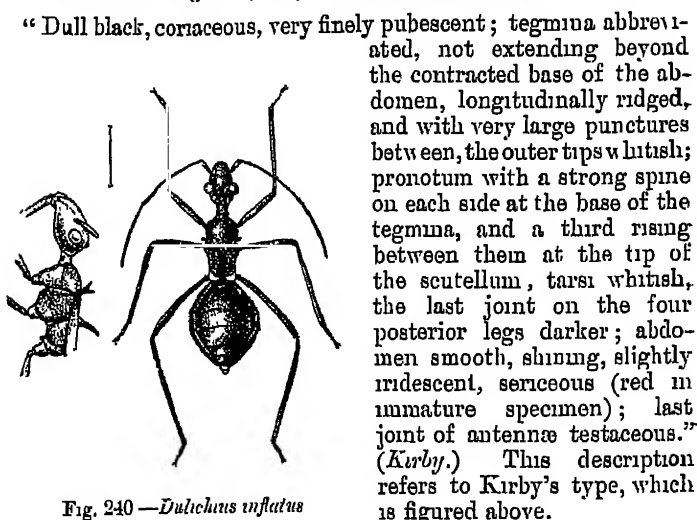 “ Dull black, coriaceous, very finely pubescent ; tegmina abbrevi-
ated, not extending beyond
the contracted base of the ab-
domen, longitudinally ridged,
and with very large punctures
between, the outer tips whitish;
pronotum with a strong spine
on each side at the base of the
tegmina, and a third rising
between them at the tip of
the scutellum , tarsi whitish,
the last joint on the four
posterior legs darker ; abdo-
men smooth, shining, slightly
iridescent, sericeous (red in
immature specimen) ; last
joint of antennæ testaceous.”
(Kirby.) This description
refers to Kirby's type, which
is figured above.
Fig. 240 —Dulichius inflatus